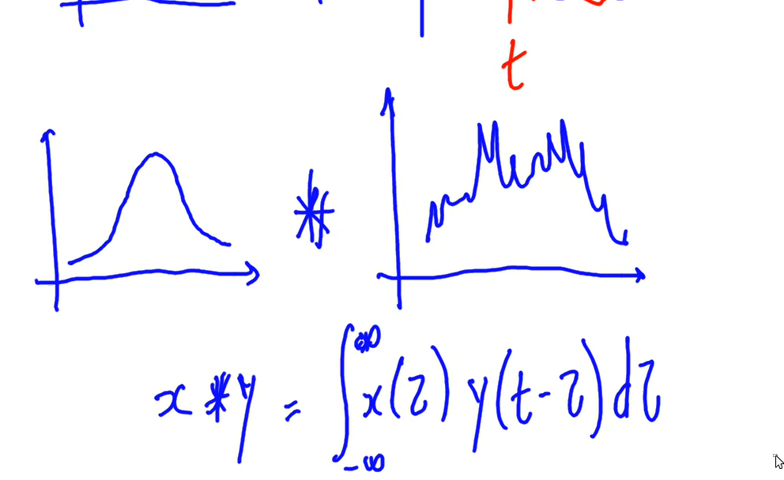 t
*
x * y = ∫_{-∞}^{∞} x(τ) y(t-τ) dτ